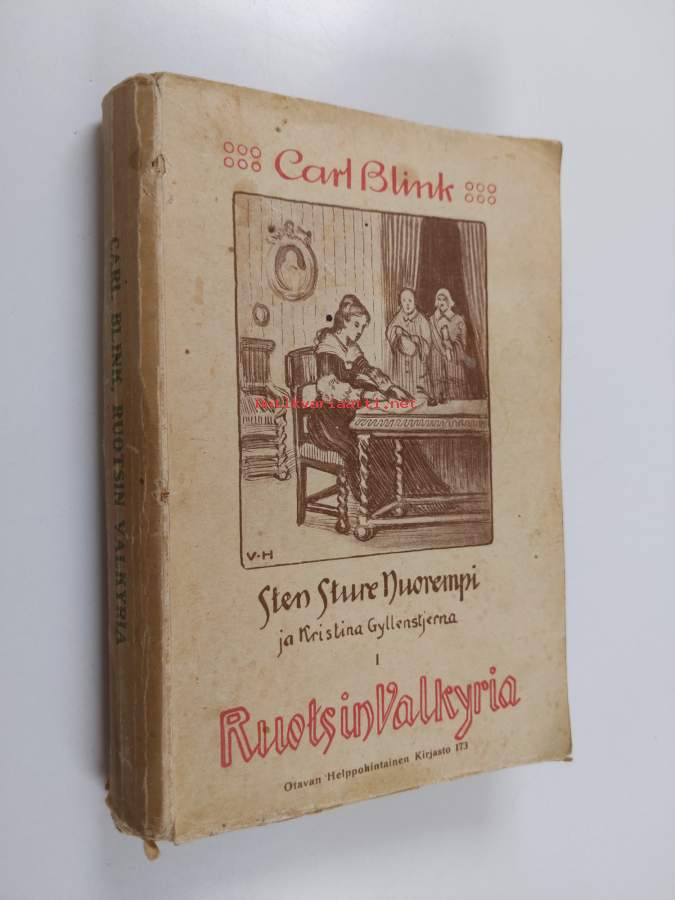 Carl Blink
V-H
Sten Sture Nuorempi
ja Kristina Gyllenstjerna
I
Ruotsin Valkyria
Otavan Helppohintainen Kirjasto 173
CARL BLINK. RUOTSIN VALKYRIA
Antikvariaatti.net